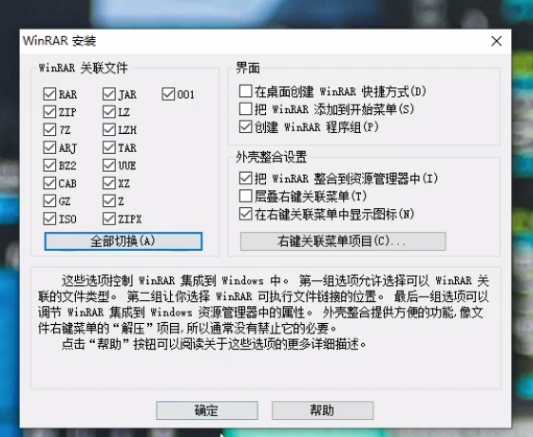 WinRAR 安装
WinRAR 关联文件
RAR
JAR
001
ZIP
LZ
7Z
LZH
ARJ
TAR
BZ2
UUE
CAB
XZ
GZ
Z
ISO
ZIPX
全部切换(A)
界面
在桌面创建 WinRAR 快捷方式(D)
把 WinRAR 添加到开始菜单(S)
创建 WinRAR 程序组(P)
外壳整合设置
把 WinRAR 整合到资源管理器中(I)
层叠右键关联菜单(T)
在右键关联菜单中显示图标(N)
右键关联菜单项目(C)...
这些选项控制 WinRAR 集成到 Windows 中。 第一组选项允许选择可以 WinRAR 关
联的文件类型。 第二组让你选择 WinRAR 可执行文件链接的位置。 最后一组选项可以
调节 WinRAR 集成到 Windows 资源管理器中的属性。 外壳整合提供方便的功能,像文
件右键菜单的“解压”项目,所以通常没有禁止它的必要。
点击“帮助”按钮可以阅读关于这些选项的更多详细描述。
确定
帮助